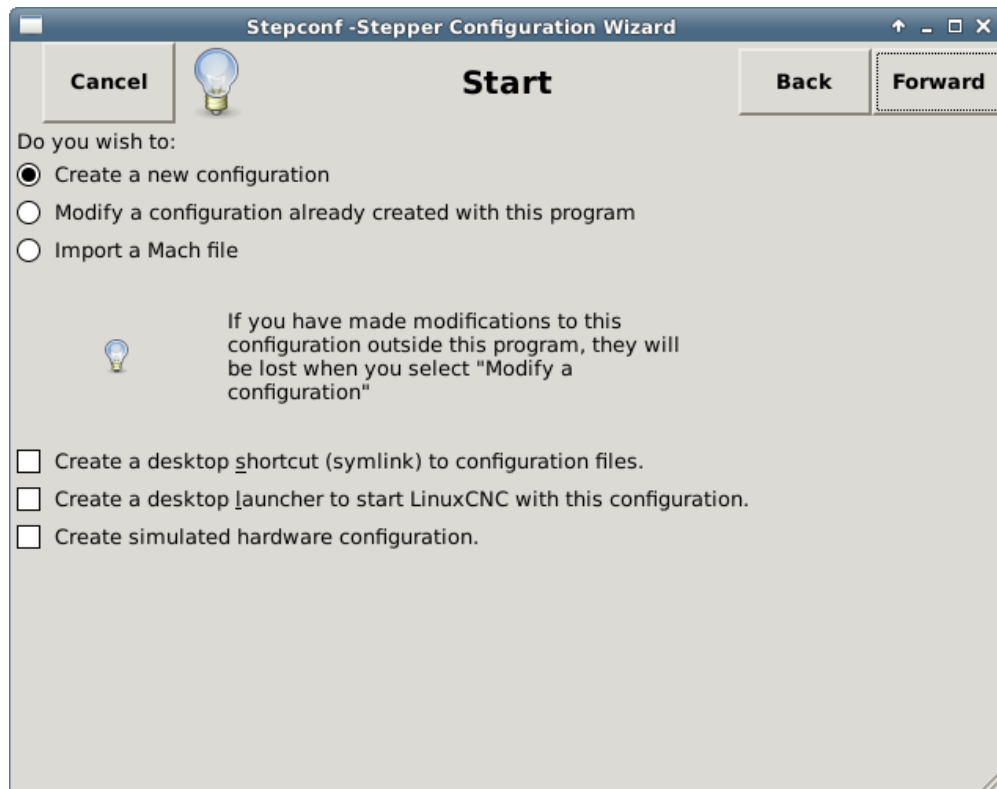 Stepconf -Stepper Configuration Wizard
Cancel
Start
Back
Forward
Do you wish to:
Create a new configuration
Modify a configuration already created with this program
Import a Mach file
If you have made modifications to this
configuration outside this program, they will
be lost when you select "Modify a
configuration"
Create a desktop shortcut (symlink) to configuration files.
Create a desktop launcher to start LinuxCNC with this configuration.
Create simulated hardware configuration.